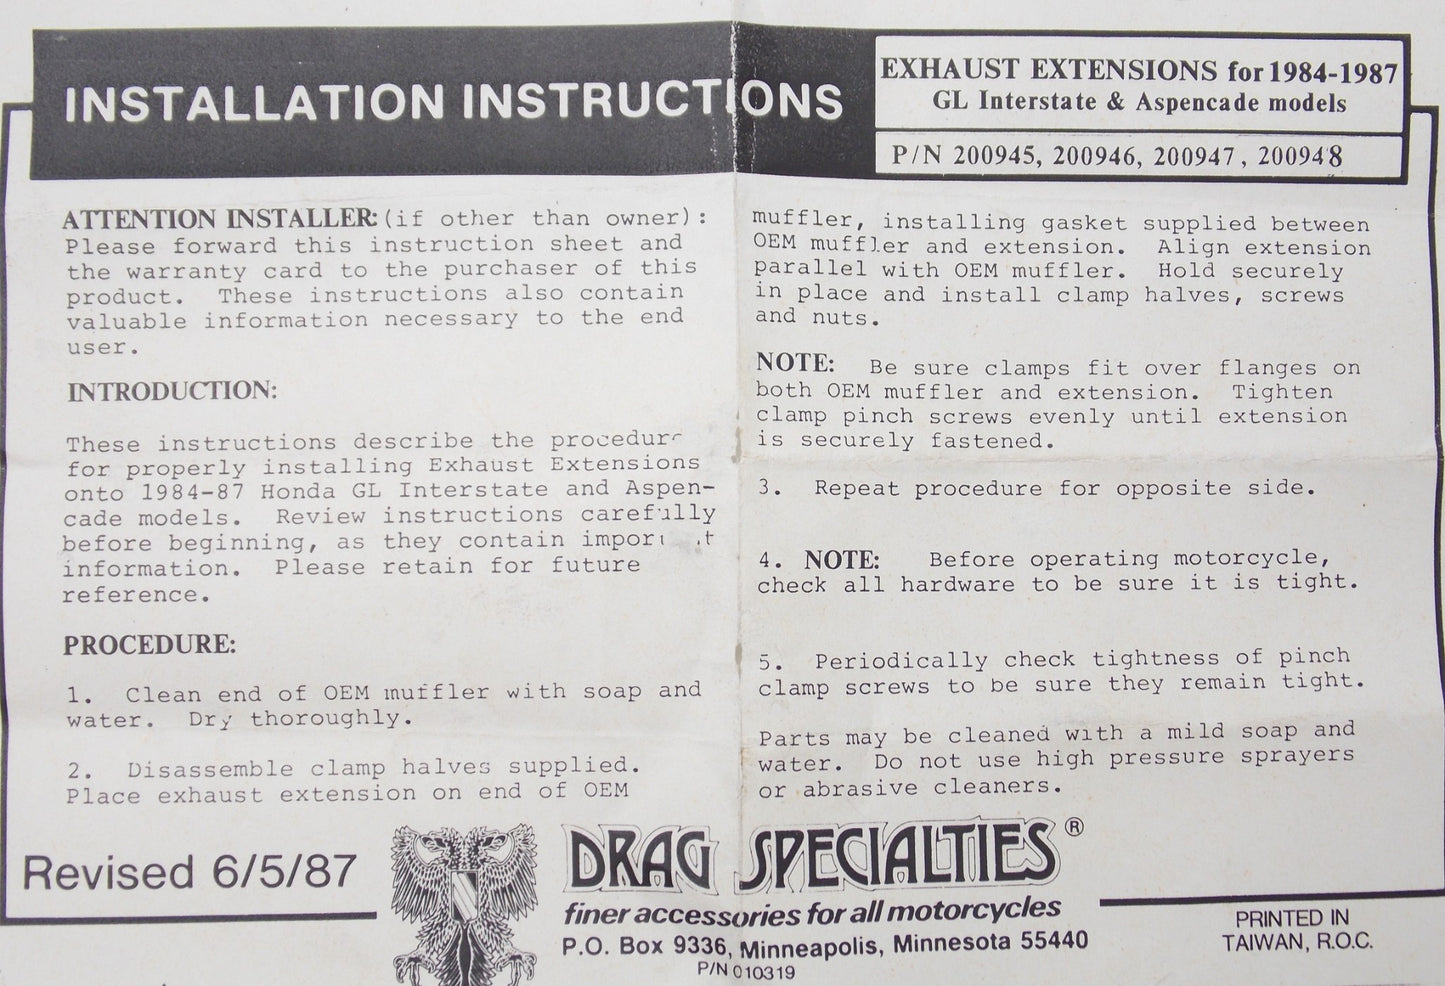 INSTALLATION INSTRUCTIONS
EXHAUST EXTENSIONS for 1984-1987
GL Interstate & Aspencade models
P/N 200945, 200946, 200947, 200948
ATTENTION INSTALLER: (if other than owner):
Please forward this instruction sheet and
the warranty card to the purchaser of this
product. These instructions also contain
valuable information necessary to the end
user.
INTRODUCTION:
These instructions describe the procedure
for properly installing Exhaust Extensions
onto 1984-87 Honda GL Interstate and Aspen-
cade models. Review instructions carefully
before beginning, as they contain important
information. Please retain for future
reference.
PROCEDURE:
1. Clean end of OEM muffler with soap and
water. Dry thoroughly.
2. Disassemble clamp halves supplied.
Place exhaust extension on end of OEM
muffler, installing gasket supplied between
OEM muffler and extension. Align extension
parallel with OEM muffler. Hold securely
in place and install clamp halves, screws
and nuts.
NOTE: Be sure clamps fit over flanges on
both OEM muffler and extension. Tighten
clamp pinch screws evenly until extension
is securely fastened.
3. Repeat procedure for opposite side.
4. NOTE: Before operating motorcycle,
check all hardware to be sure it is tight.
5. Periodically check tightness of pinch
clamp screws to be sure they remain tight.
Parts may be cleaned with a mild soap and
water. Do not use high pressure sprayers
or abrasive cleaners.
Revised 6/5/87
DRAG SPECIALTIES®
finer accessories for all motorcycles
P.O. Box 9336, Minneapolis, Minnesota 55440
P/N 010319
PRINTED IN
TAIWAN, R.O.C.